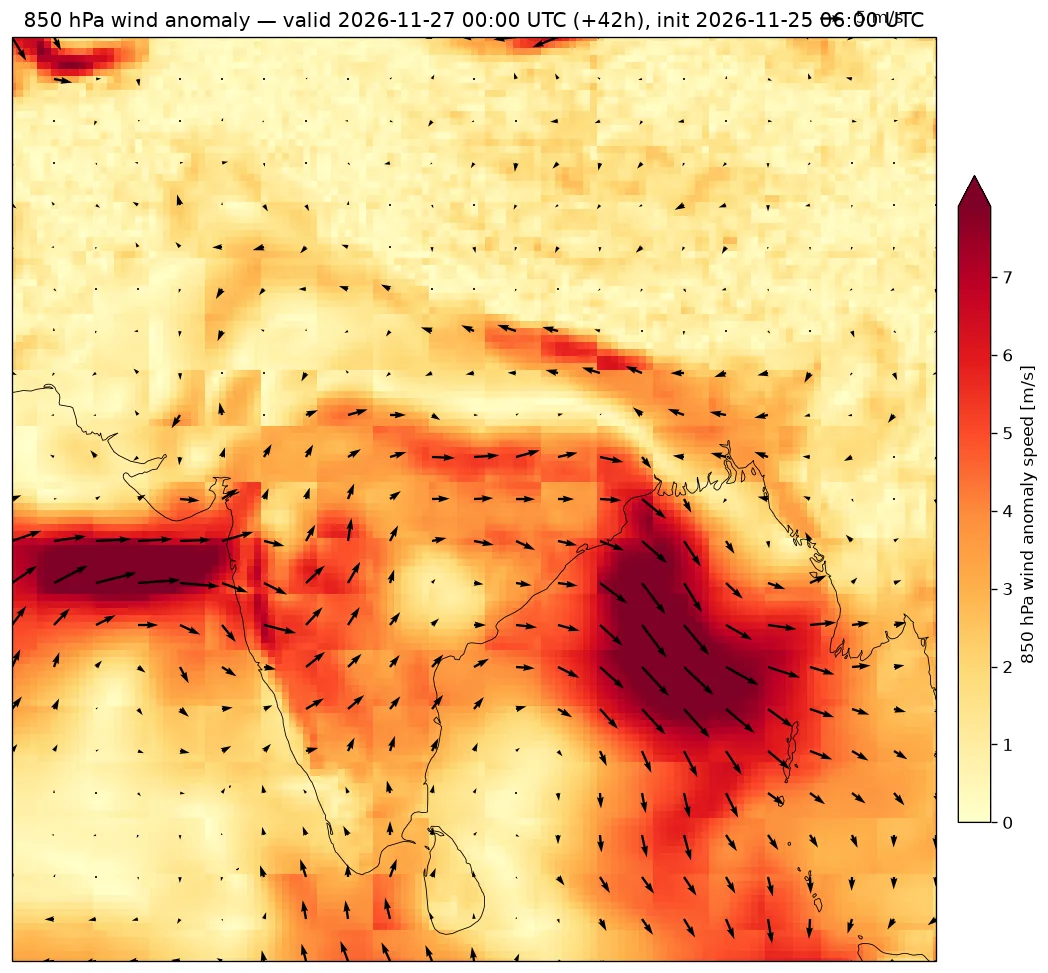 850 hPa wind anomaly — valid 2026-11-27 00:00 UTC (+42h), init 2026-11-25 06:00 UTC
5 m/s
7
6
5
4
3
2
1
0
850 hPa wind anomaly speed [m/s]